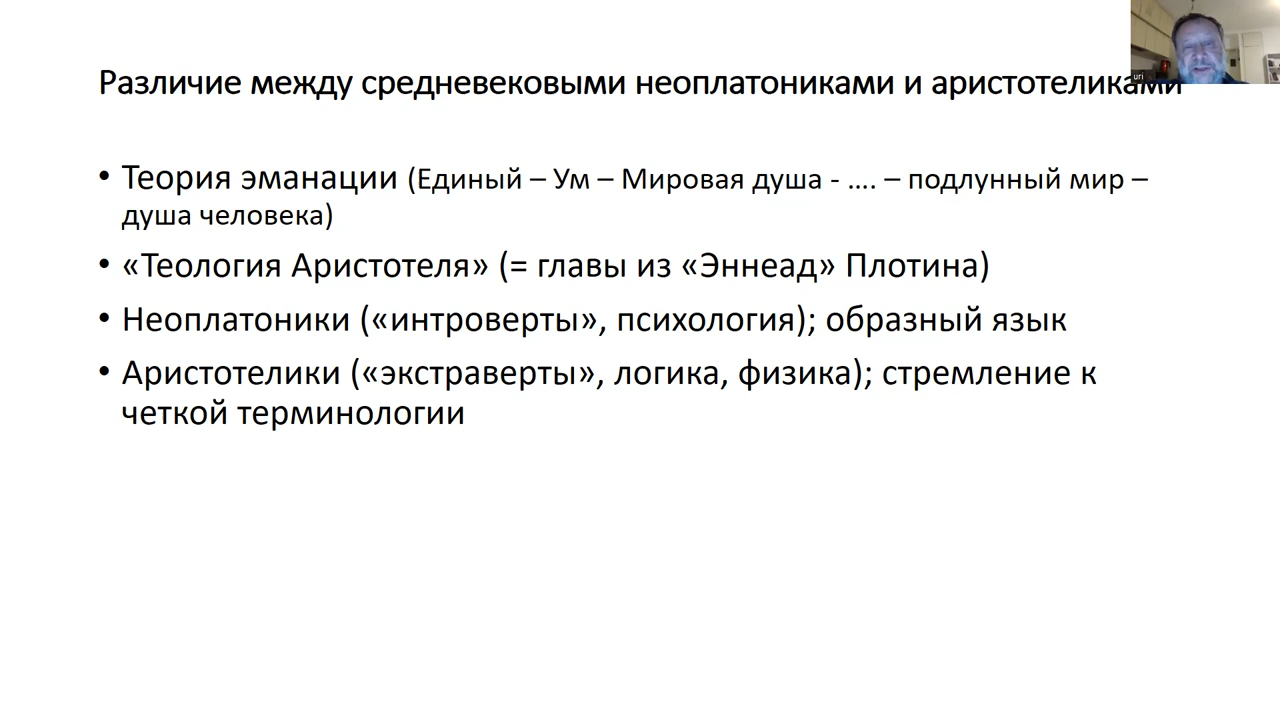 Различие между средневековыми неоплатониками и аристотеликами
uri
• Теория эманации (Единый – Ум – Мировая душа - …. – подлунный мир –
душа человека)
• «Теология Аристотеля» (= главы из «Эннеад» Плотина)
• Неоплатоники («интроверты», психология); образный язык
• Аристотелики («экстраверты», логика, физика); стремление к
четкой терминологии